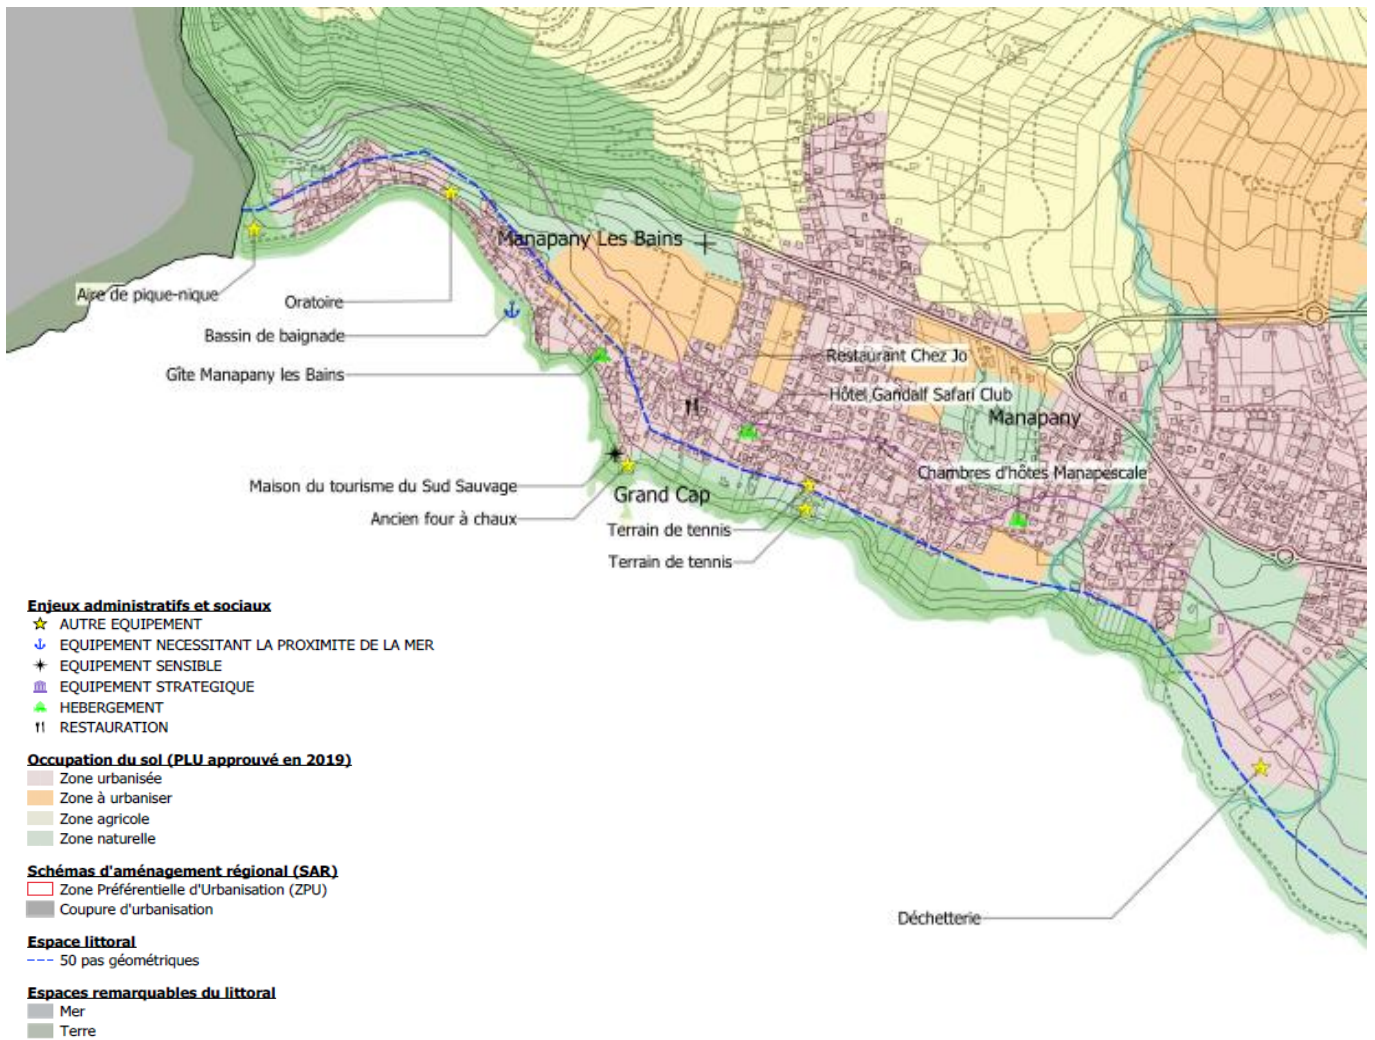 Manapany Les Bains
Aire de pique-nique
Oratoire
Bassin de baignade
Restaurant Chez Jo
Gîte Manapany les Bains
Hôtel Gandalf Safari Club
Manapany
Chambres d'hôtes Manapescale
Maison du tourisme du Sud Sauvage
Grand Cap
Ancien four à chaux
Terrain de tennis
Terrain de tennis
Déchetterie
Enjeux administratifs et sociaux
AUTRE EQUIPEMENT
EQUIPEMENT NECESSITANT LA PROXIMITE DE LA MER
EQUIPEMENT SENSIBLE
EQUIPEMENT STRATEGIQUE
HEBERGEMENT
RESTAURATION
Occupation du sol (PLU approuvé en 2019)
Zone urbanisée
Zone à urbaniser
Zone agricole
Zone naturelle
Schémas d'aménagement régional (SAR)
Zone Préférentielle d'Urbanisation (ZPU)
Coupure d'urbanisation
Espace littoral
50 pas géométriques
Espaces remarquables du littoral
Mer
Terre